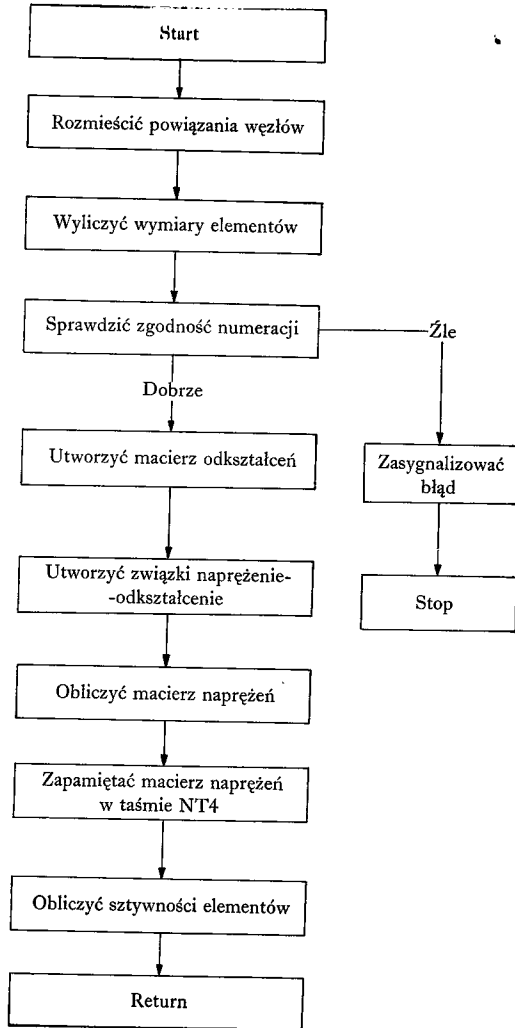 Start
Rozmieścić powiązania węzłów
Wyliczyć wymiary elementów
Sprawdzić zgodność numeracji
Źle
Dobrze
Utworzyć macierz odkształceń
Zasygnalizować
błąd
Utworzyć związki naprężenie-
-odkształcenie
Stop
Obliczyć macierz naprężeń
Zapamiętać macierz naprężeń
w taśmie NT4
Obliczyć sztywności elementów
Return